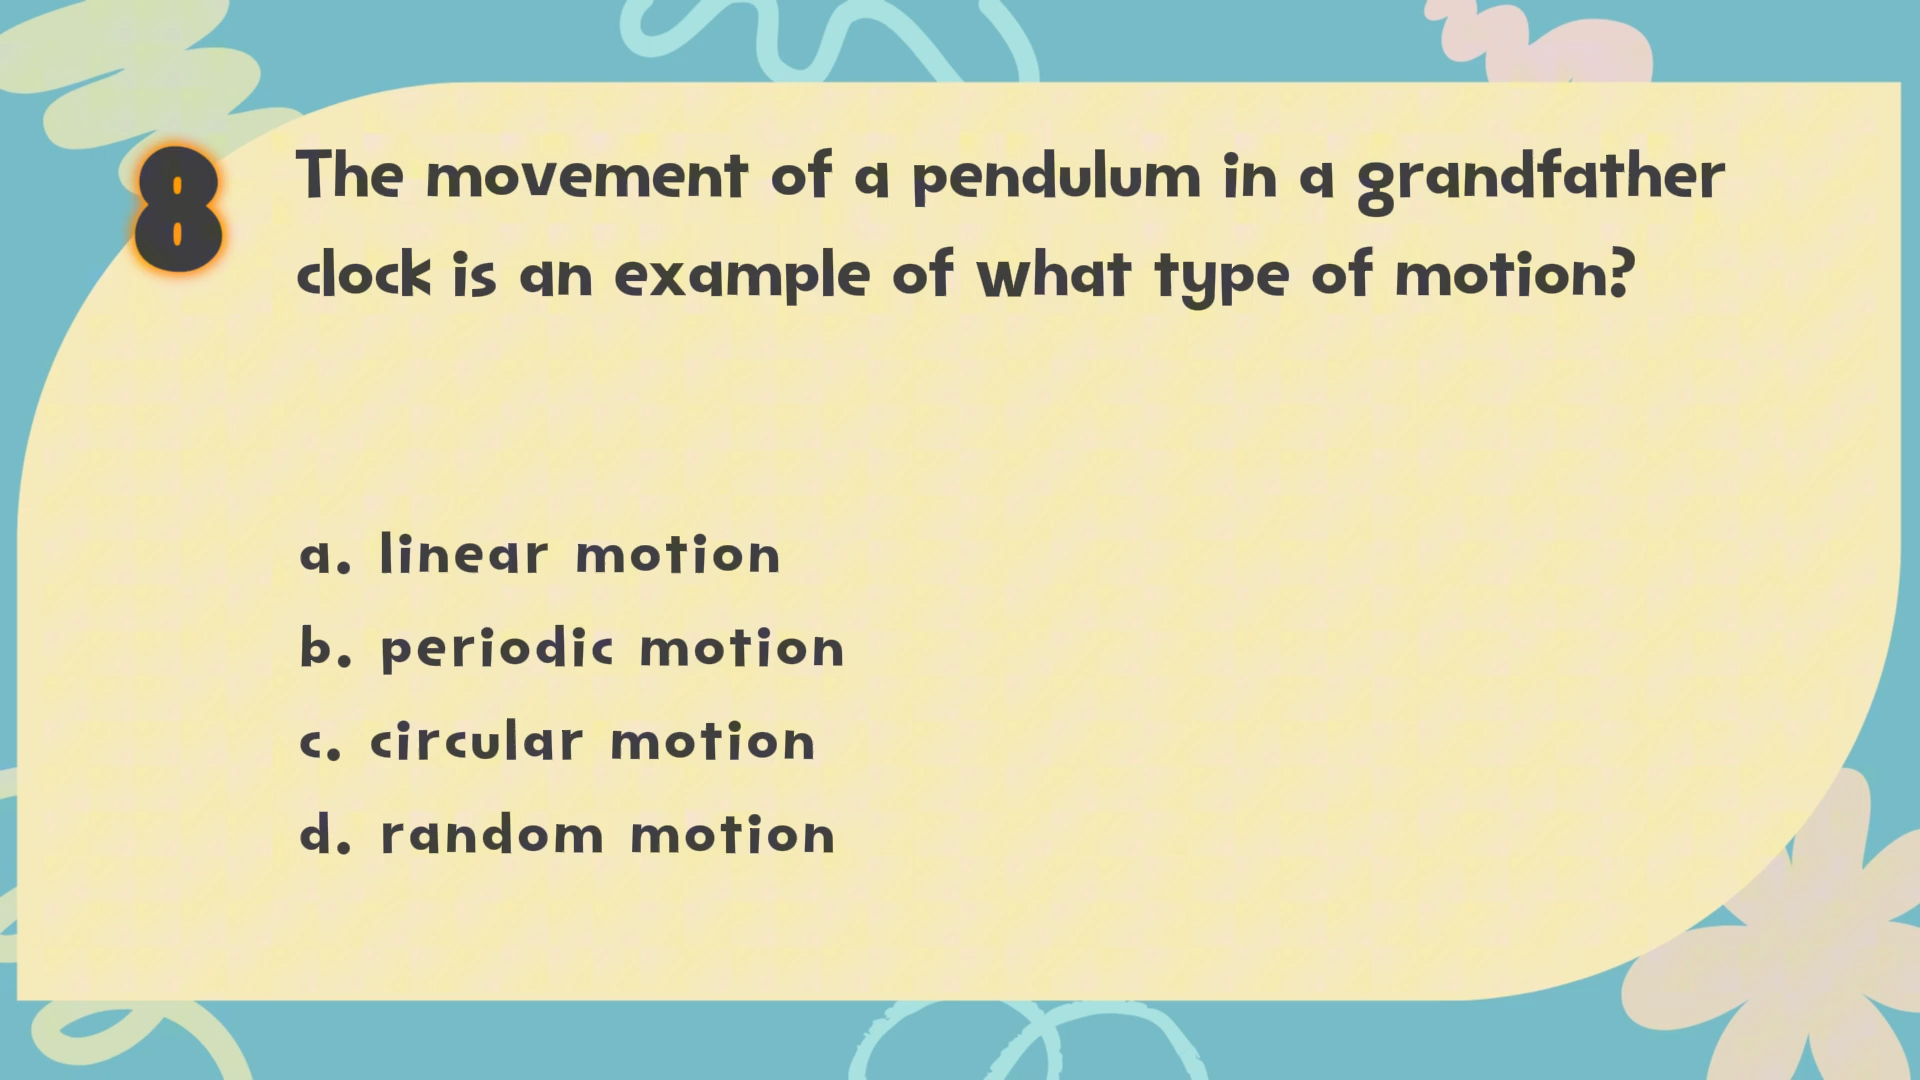 8
The movement of a pendulum in a grandfather
clock is an example of what type of motion?
a. linear motion
b. periodic motion
c. circular motion
d. random motion